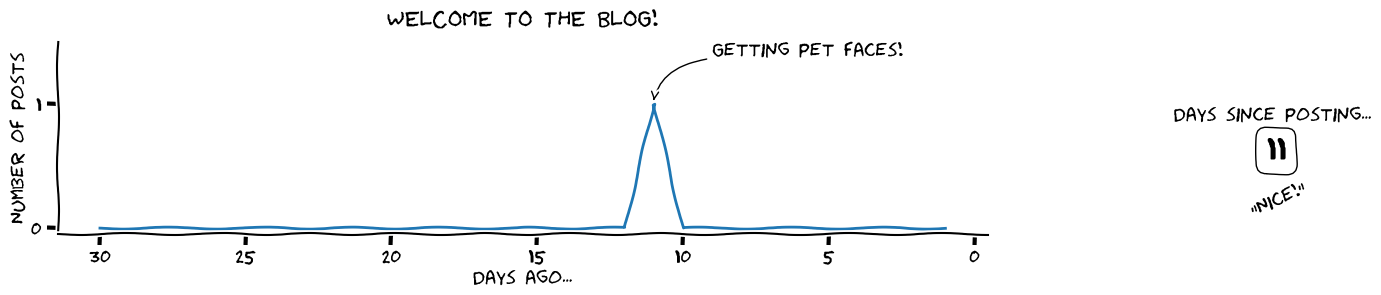 WELCOME TO THE BLOG!
GETTING PET FACES!
NUMBER OF POSTS
1
0
30 25 20 15 10 5 0
DAYS AGO...
DAYS SINCE POSTING...
11
"NICE!"